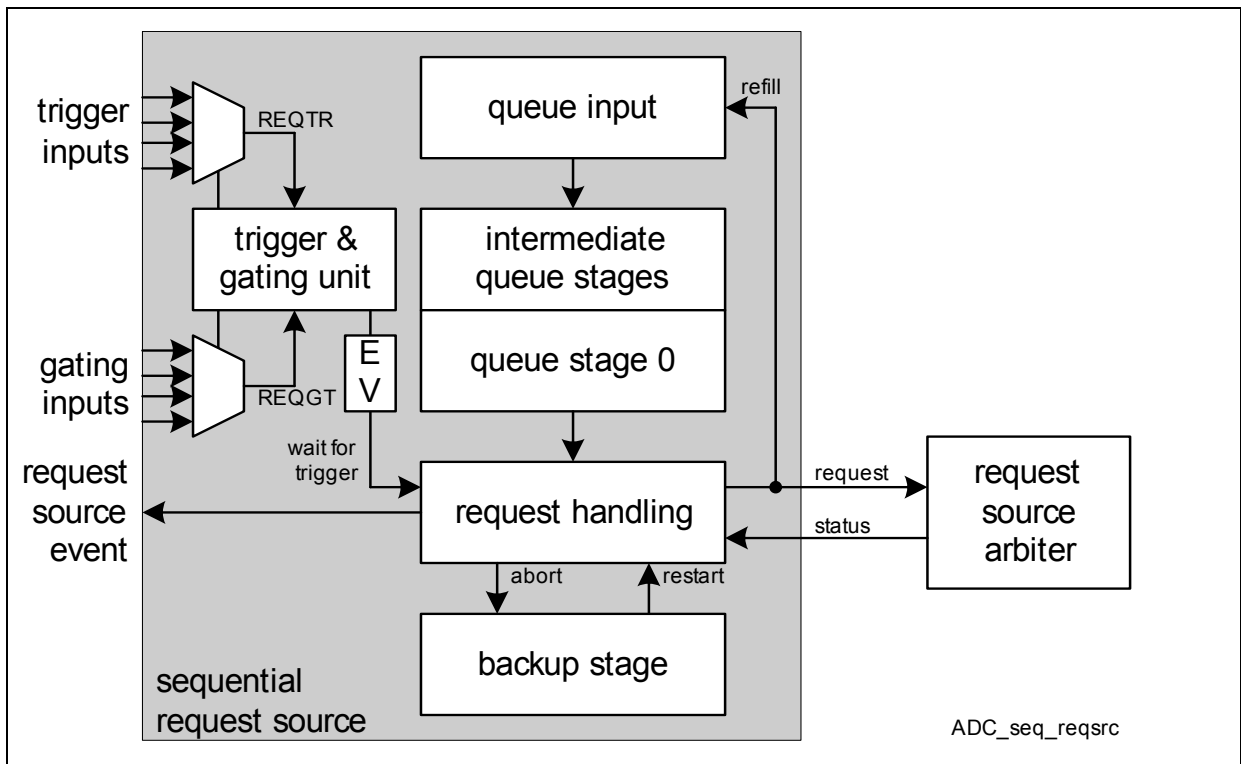 queue input
refill
trigger
inputs
REQTR
trigger &
gating unit
intermediate
queue stages
queue stage 0
gating
inputs
REQGT
E
V
wait for
trigger
request
source
event
request handling
request
status
request
source
arbiter
abort
restart
backup stage
sequential
request source
ADC_seq_reqsrc